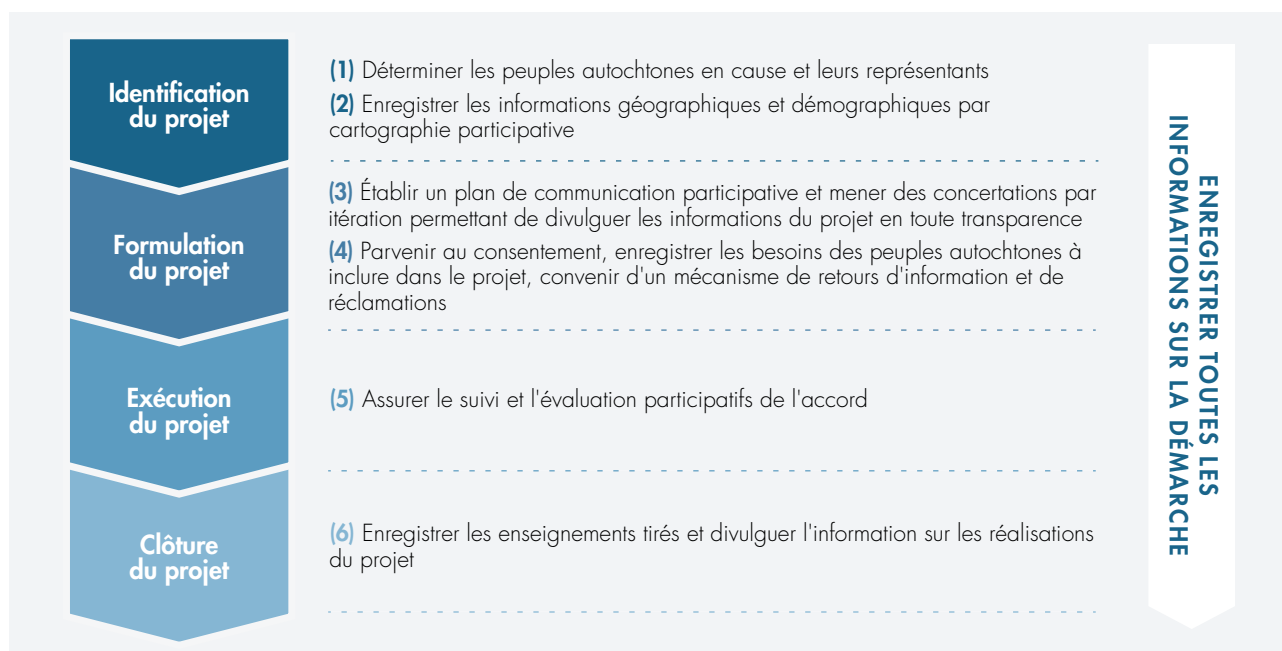 Identification
du projet
(1) Déterminer les peuples autochtones en cause et leurs représentants
(2) Enregistrer les informations géographiques et démographiques par
cartographie participative
Formulation
du projet
(3) Établir un plan de communication participative et mener des concertations par
itération permettant de divulguer les informations du projet en toute transparence
(4) Parvenir au consentement, enregistrer les besoins des peuples autochtones à
inclure dans le projet, convenir d'un mécanisme de retours d'information et de
réclamations
Exécution
du projet
(5) Assurer le suivi et l'évaluation participatifs de l'accord
Clôture
du projet
(6) Enregistrer les enseignements tirés et divulguer l'information sur les réalisations
du projet
ENREGISTRER TOUTES LES
INFORMATIONS SUR LA DÉMARCHE